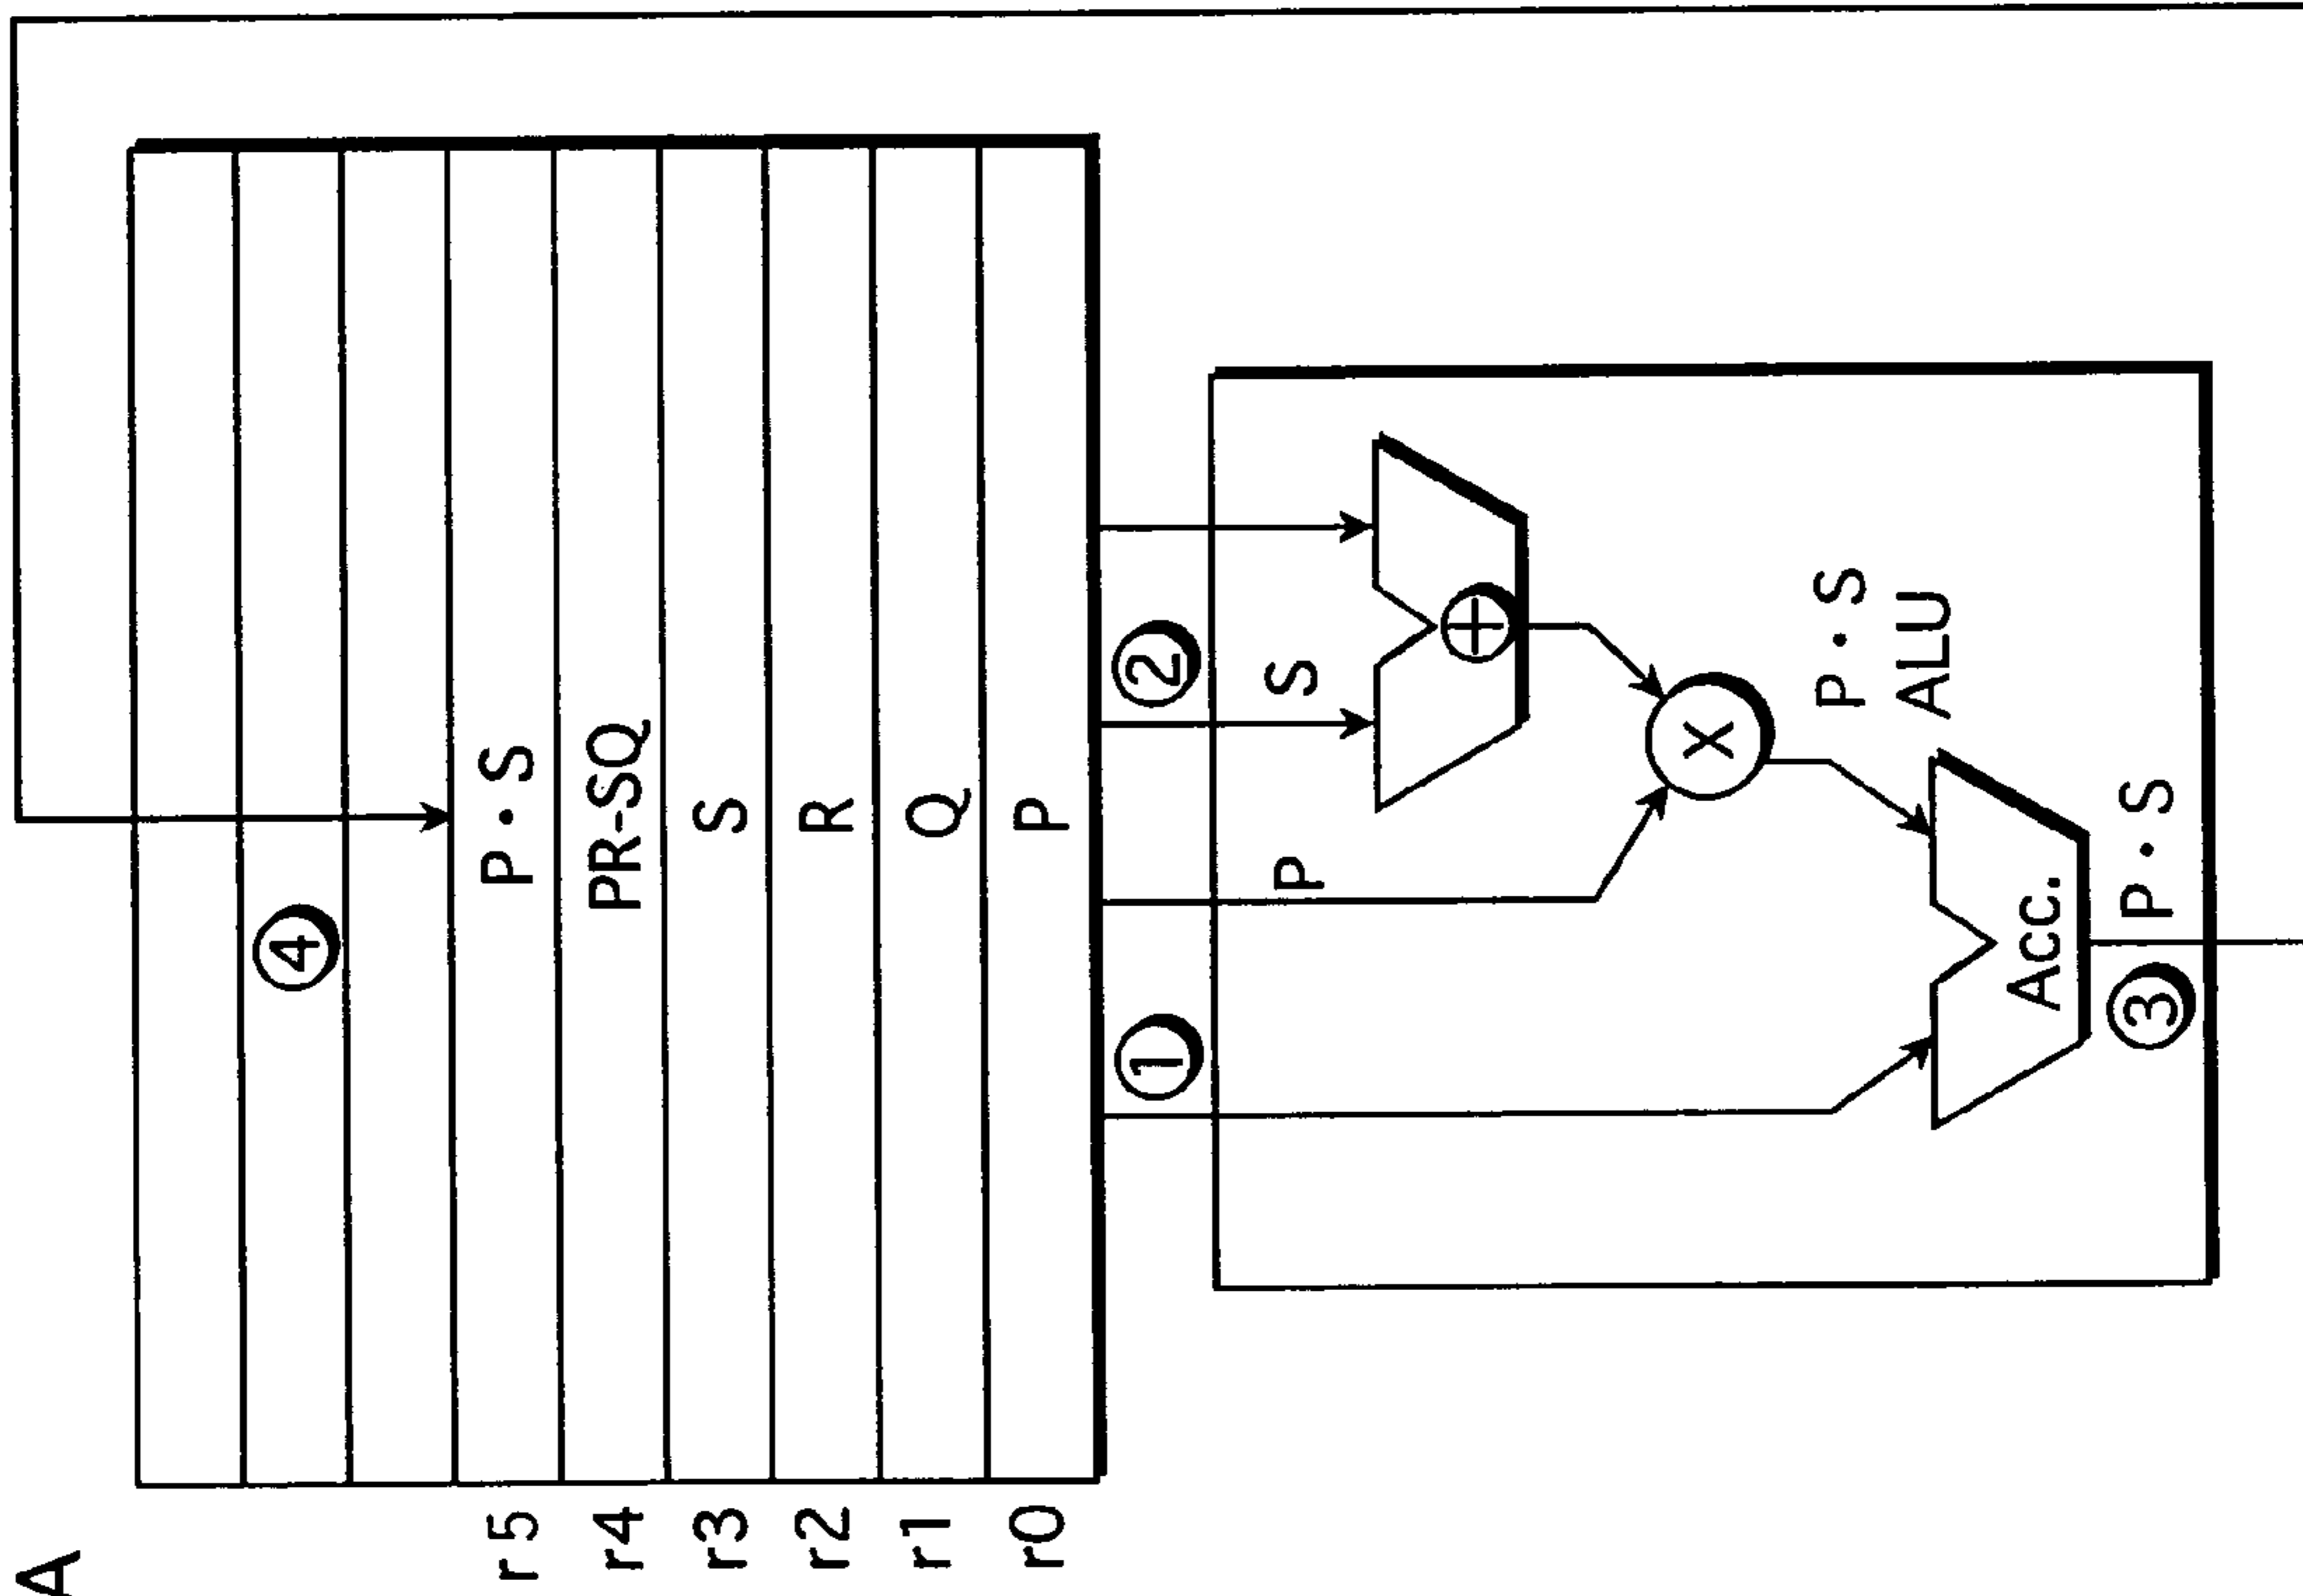 A
r5 P·S
r4 PR-SQ
r3 S
r2 R
r1 Q
r0 P
4
1
2
P
S
+
X
P·S
ALU
Acc.
3 P·S